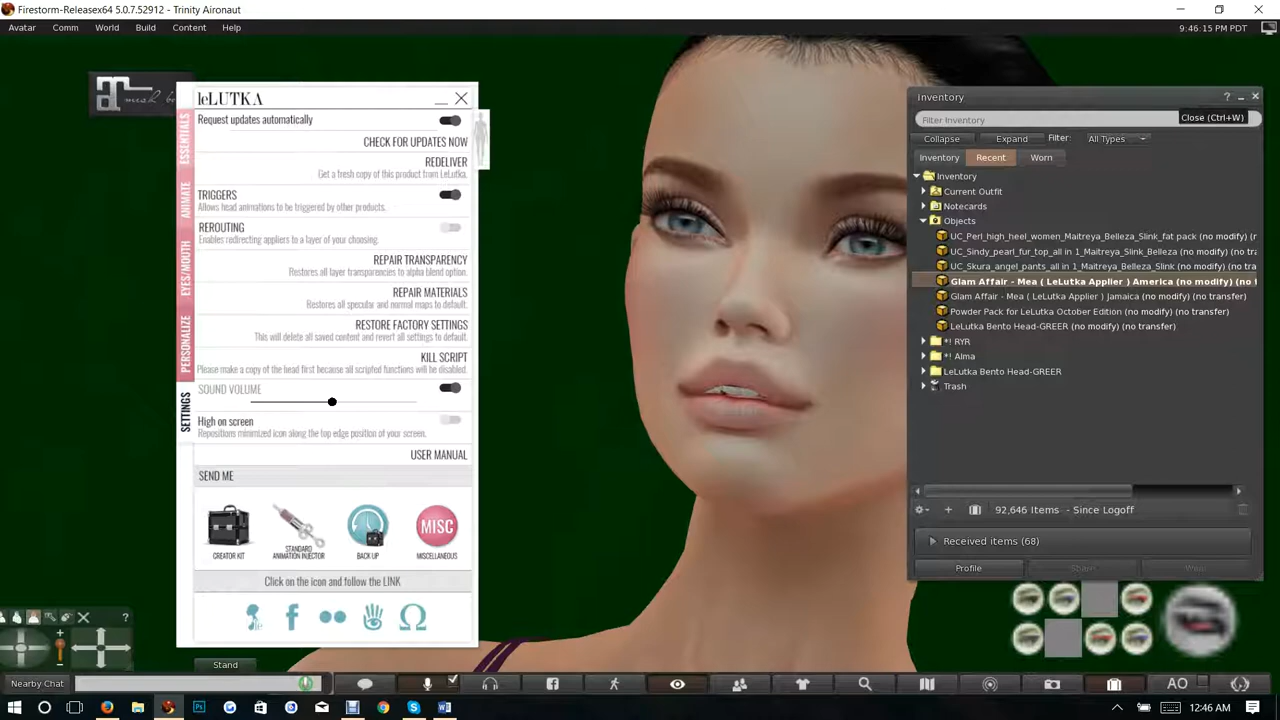 Firestorm-Releasex64 5.0.7.52912 - Trinity Aironaut
Avatar Comm World Build Content Help
9:46:15 PM PDT
leLUTKA
Request updates automatically
CHECK FOR UPDATES NOW
REDELIVER
Get a fresh copy of this product from LeLutka.
TRIGGERS
Allows head animations to be triggered by other products.
REROUTING
Enables redirecting appliers to a layer of your choosing.
REPAIR TRANSPARENCY
Restores all layer transparencies to alpha blend option.
REPAIR MATERIALS
Restores all specular and normal maps to default.
RESTORE FACTORY SETTINGS
This will delete all saved content and revert all settings to default.
KILL SCRIPT
Please make a copy of the head first because all scripted functions will be disabled.
SOUND VOLUME
High on screen
Repositions minimized icon along the top edge position of your screen.
USER MANUAL
SEND ME
CREATOR KIT
STANDARD
ANIMATION INJECTOR
BACK UP
MISC
MISCELLANEOUS
Click on the icon and follow the LINK
ESSENTIALS
ANIMATE
EYES/MOUTH
PERSONALIZE
SETTINGS
Inventory
Filter Inventory
Close (Ctrl+W)
Collapse Expand Filter: All Types
Inventory Recent Worn
Inventory
Current Outfit
Notecards
Objects
UC_Perl_high_heel_women_Maitreya_Belleza_Slink_fat pack (no modify) (n
UC_Sindy_pearl_fur_top_all in 1_Maitreya_Belleza_Slink_Belleza (no modify) (no tra
UC_Skura_angel_pants_all in 1_Maitreya_Belleza_Slink (no modify) (no tra
Glam Affair - Mea ( LeLutka Applier ) America (no modify) (no t
Glam Affair - Mea ( LeLutka Applier ) Jamaica (no modify) (no transfer)
Powder Pack for LeLutka October Edition (no modify) (no transfer)
LeLutka Bento Head-GREER (no modify) (no transfer)
*! RYR
*! Alma
LeLutka Bento Head-GREER
Trash
92,646 Items - Since Logoff
Received items (68)
Profile Share Wear
Stand
Nearby Chat
AO
12:46 AM